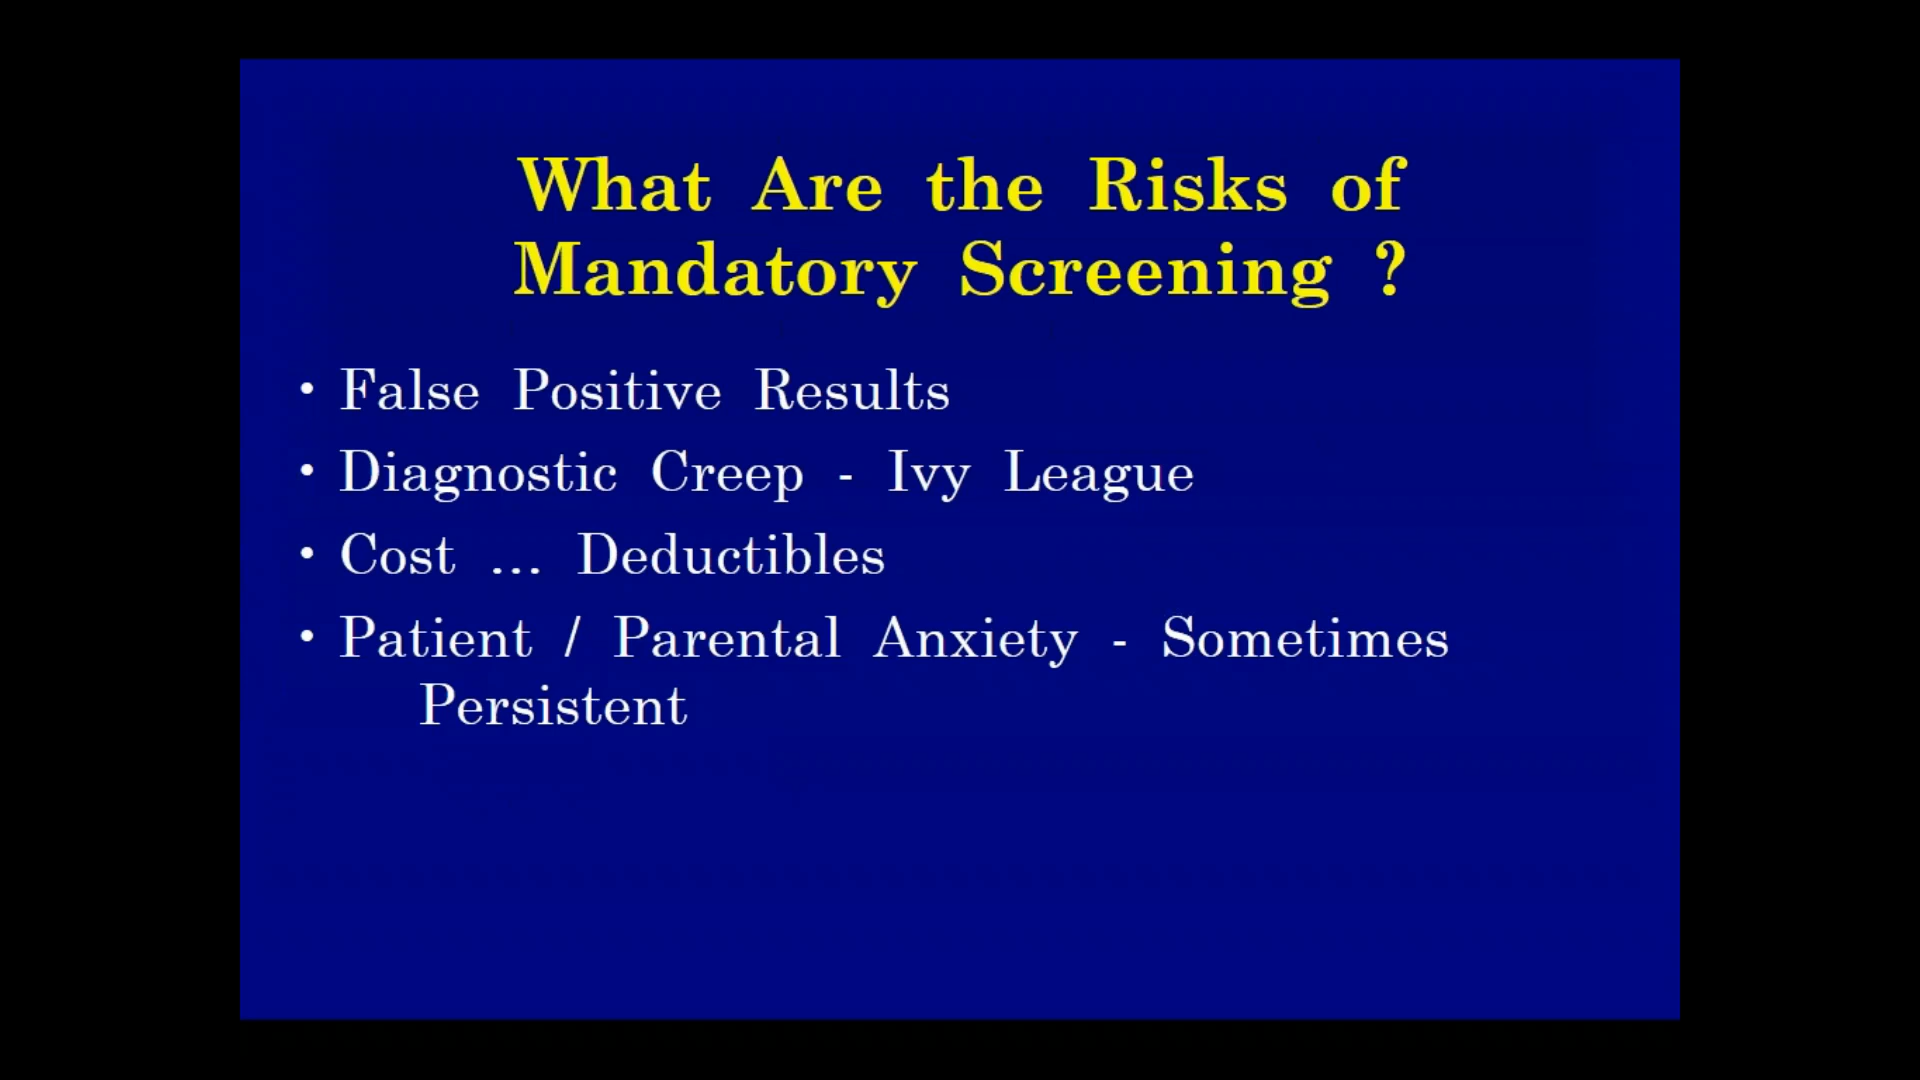 What Are the Risks of
Mandatory Screening ?
• False Positive Results
• Diagnostic Creep - Ivy League
• Cost ... Deductibles
• Patient / Parental Anxiety - Sometimes
Persistent